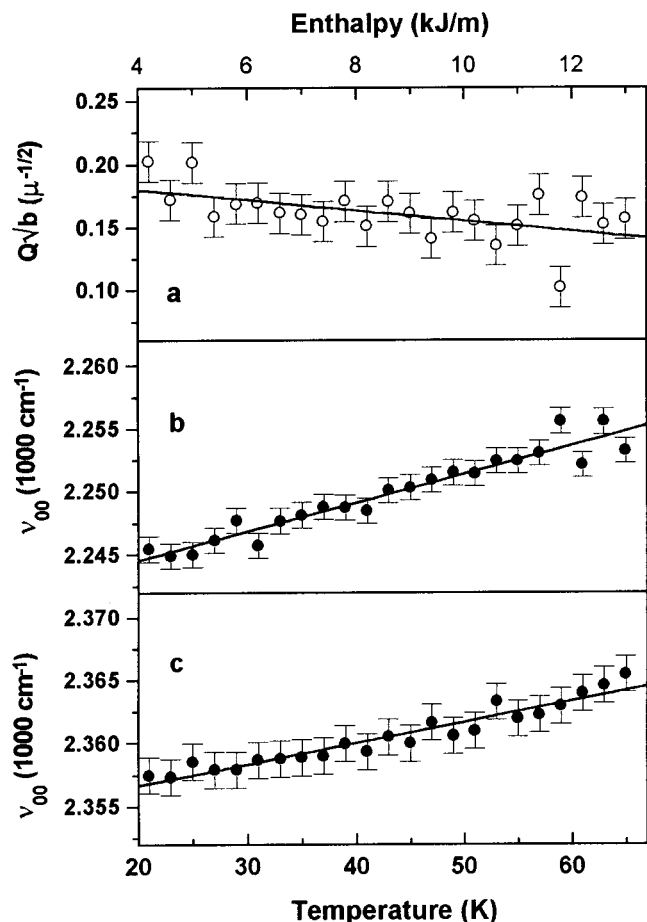 Enthalpy (kJ/m)
4 6 8 10 12
0.25
0.20
0.15
0.10
Q√b (μ⁻¹/²)
a
2.260
2.255
2.250
2.245
ν₀₀ (1000 cm⁻¹)
b
2.370
2.365
2.360
2.355
ν₀₀ (1000 cm⁻¹)
c
20 30 40 50 60
Temperature (K)